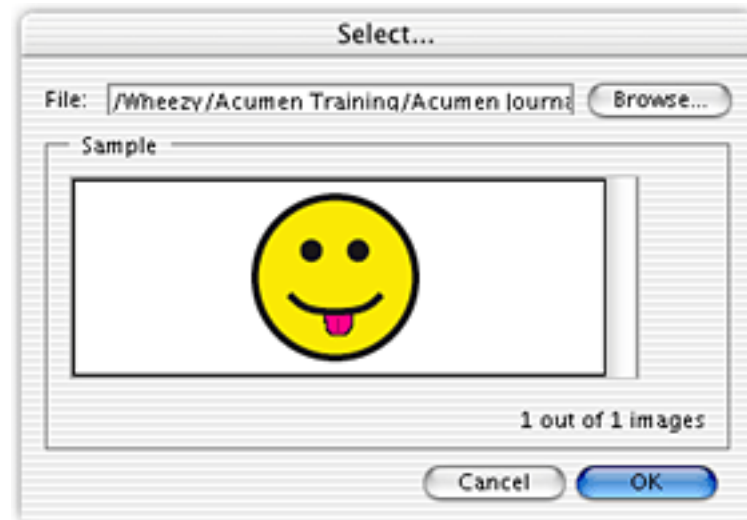 Select...
File: /Wheezy/Acumen Training/Acumen Journa Browse...
Sample
1 out of 1 images
Cancel OK